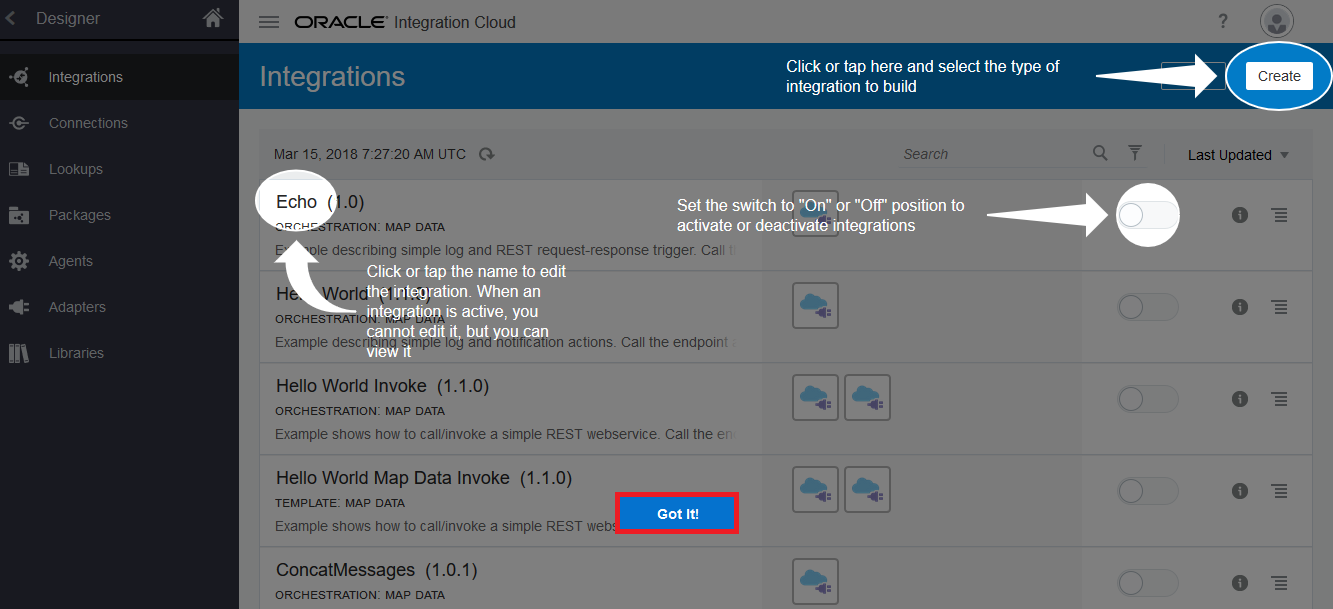 Designer
ORACLE Integration Cloud
?
Integrations
Click or tap here and select the type of
integration to build
Create
Integrations
Connections
Lookups
Packages
Agents
Adapters
Libraries
Mar 15, 2018 7:27:20 AM UTC
Search
Last Updated
Echo (1.0)
ORCHESTRATION: MAP DATA
Example describing simple log and REST request-response trigger. Call
Set the switch to "On" or "Off" position to
activate or deactivate integrations
Click or tap the name to edit
the integration. When an
integration is active, you
cannot edit it, but you can
view it
Hello World (1.1.0)
ORCHESTRATION: MAP DATA
Example describing simple log and notification actions. Call the endpoint
Hello World Invoke (1.1.0)
ORCHESTRATION: MAP DATA
Example shows how to call/invoke a simple REST webservice. Call the
Hello World Map Data Invoke (1.1.0)
TEMPLATE: MAP DATA
Example shows how to call/invoke a simple REST
Got It!
ConcatMessages (1.0.1)
ORCHESTRATION: MAP DATA